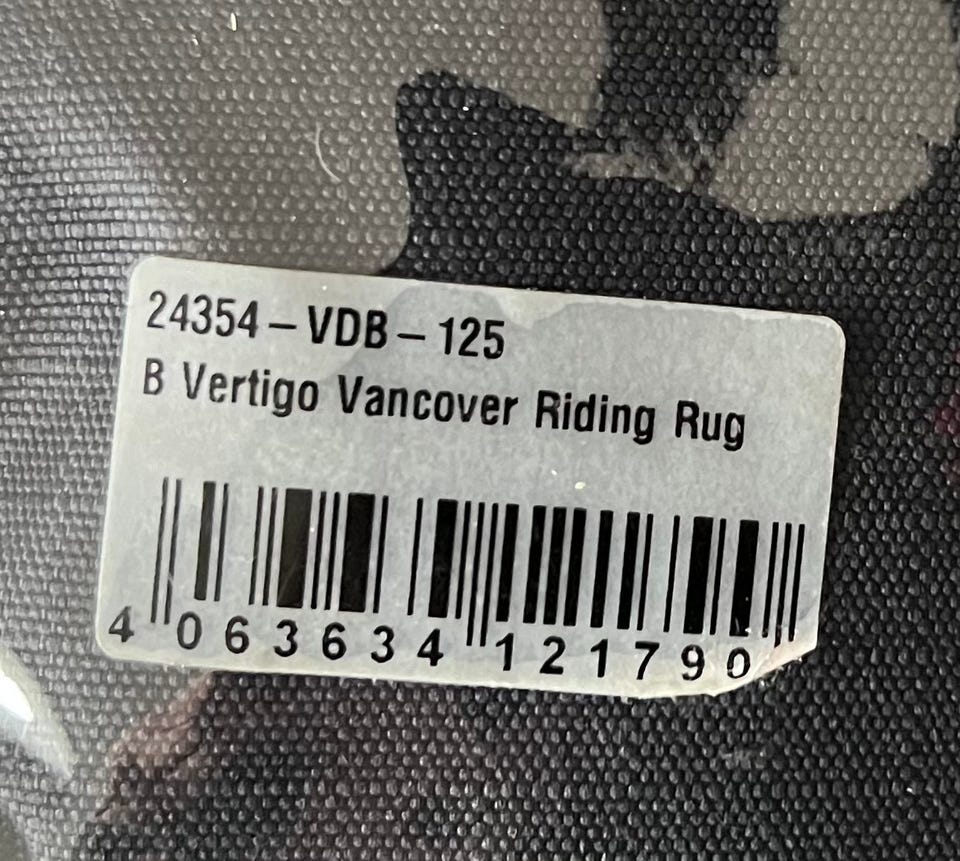 24354-VDB-125
B Vertigo Vancover Riding Rug
4 063634 121790